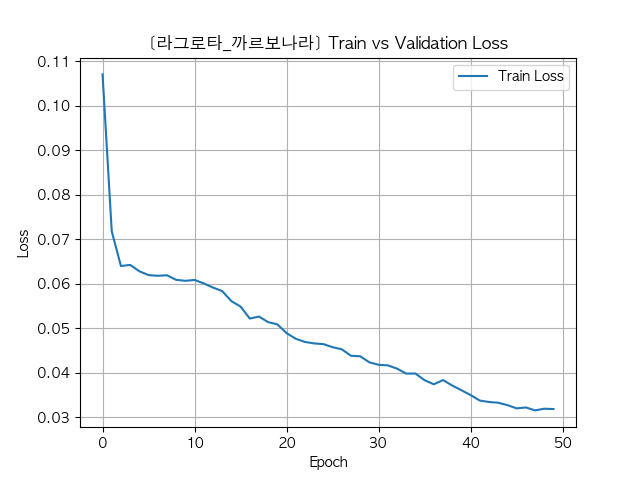 [라그로타_까르보나라] Train vs Validation Loss
Train Loss
Loss
0.11
0.10
0.09
0.08
0.07
0.06
0.05
0.04
0.03
0 10 20 30 40 50
Epoch